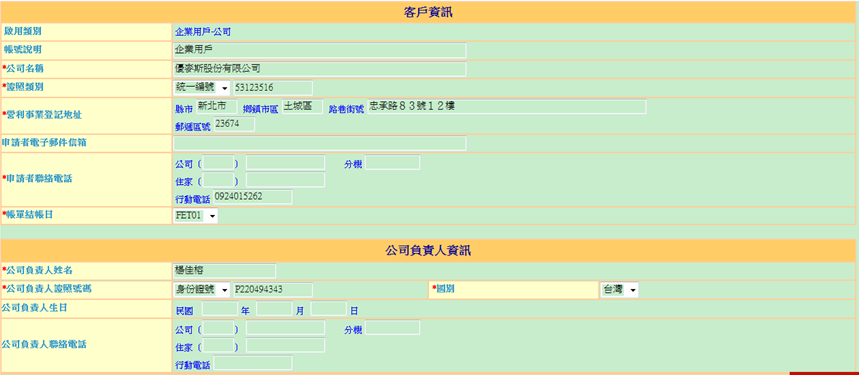 客戶資訊
啟用類別 企業用戶-公司
帳號說明 企業用戶
*公司名稱 優麥斯股份有限公司
*證照類別 統一編號 53123516
*營利事業登記地址 縣市 新北市 鄉鎮市區 土城區 路巷街號 忠承路８３號１２樓
郵遞區號 23674
申請者電子郵件信箱
*申請者聯絡電話 公司 ( ) 分機
住家 ( )
行動電話 0924015262
*帳單結帳日 FET01
公司負責人資訊
*公司負責人姓名 楊佳榕
*公司負責人證照號碼 身份證號 P220494343 *國別 台灣
公司負責人生日 民國 年 月 日
公司負責人聯絡電話 公司 ( ) 分機
住家 ( )
行動電話